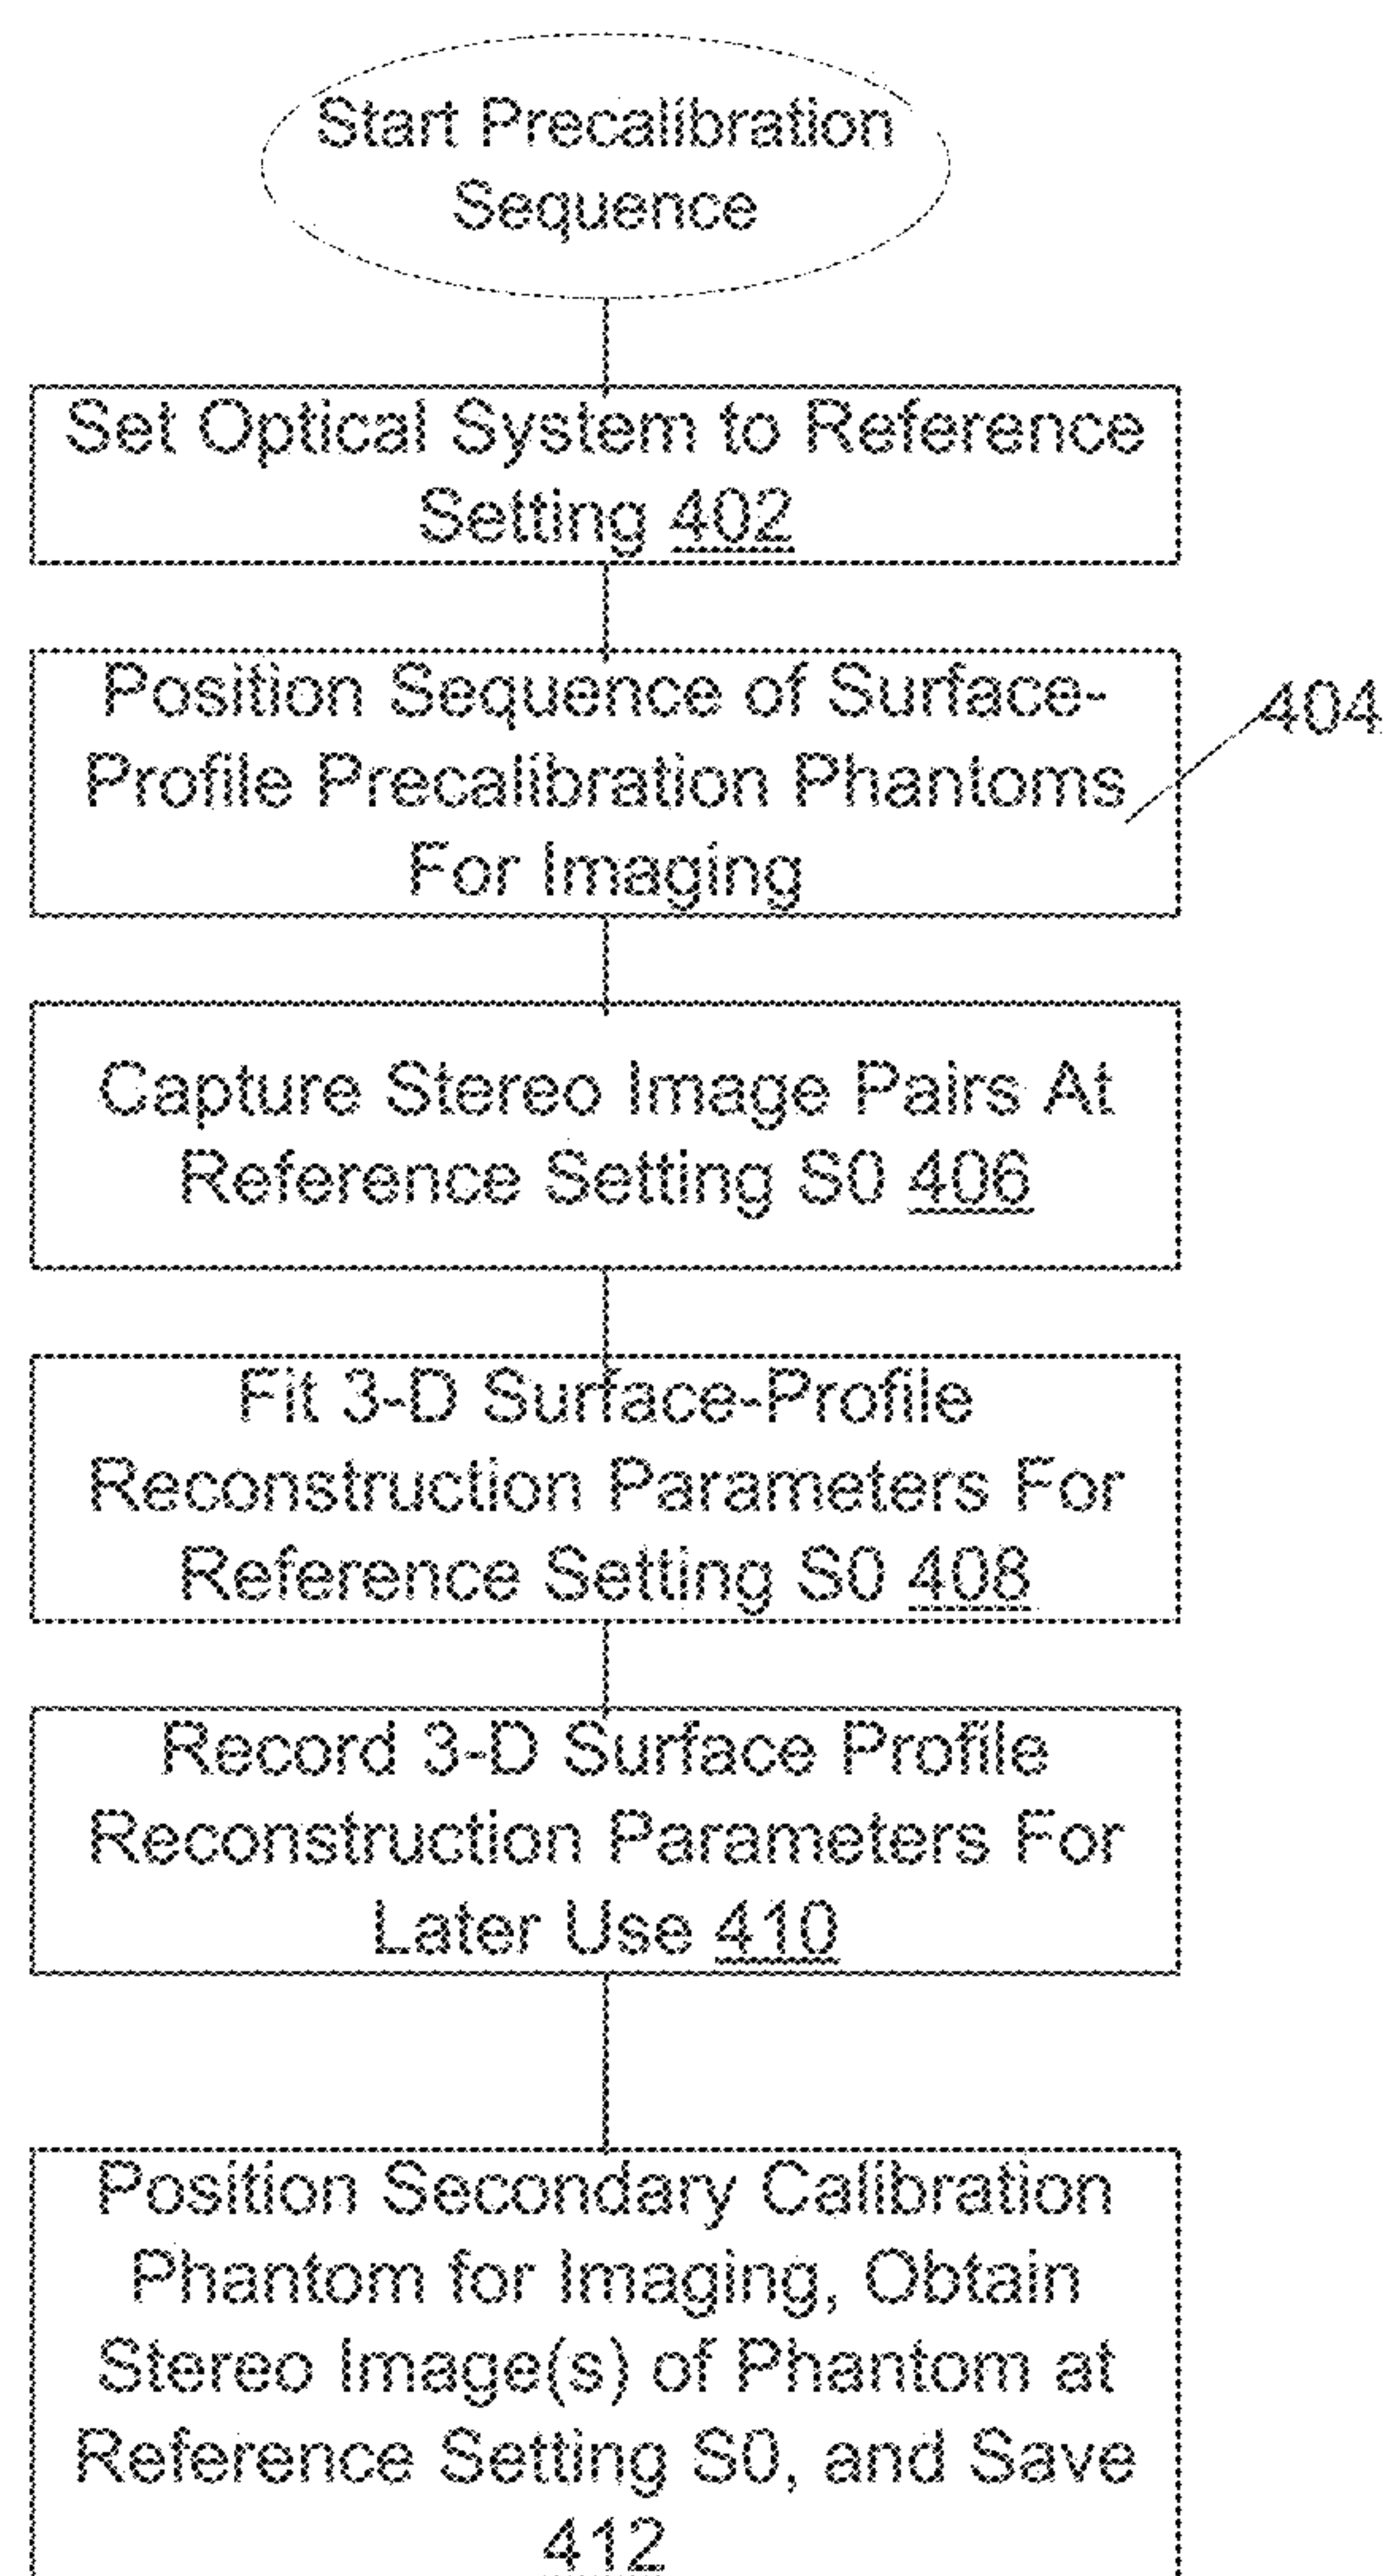 Start Precalibration
Sequence
Set Optical System to Reference
Setting 402
Position Sequence of Surface-
Profile Precalibration Phantoms
For Imaging
404
Capture Stereo Image Pairs At
Reference Setting S0 406
Fit 3-D Surface-Profile
Reconstruction Parameters For
Reference Setting S0 408
Record 3-D Surface Profile
Reconstruction Parameters For
Later Use 410
Position Secondary Calibration
Phantom for Imaging, Obtain
Stereo Image(s) of Phantom at
Reference Setting S0, and Save
412